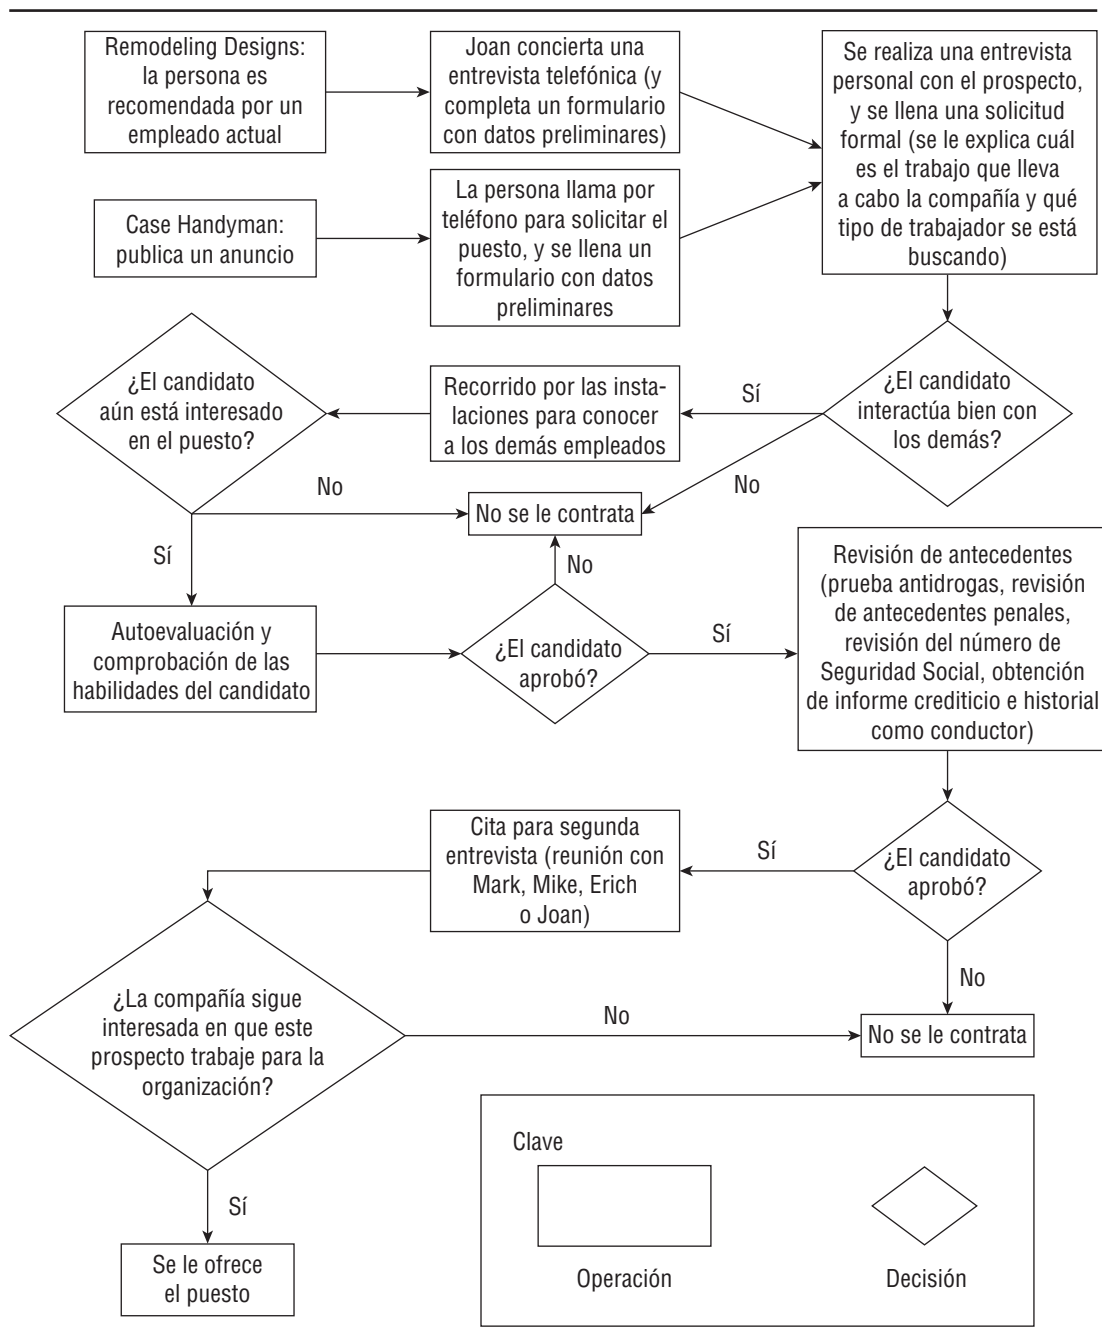 Remodeling Designs:
la persona es
recomendada por un
empleado actual
Joan concierta una
entrevista telefónica (y
completa un formulario
con datos preliminares)
Se realiza una entrevista
personal con el prospecto,
y se llena una solicitud
formal (se le explica cuál
es el trabajo que lleva
a cabo la compañía y qué
tipo de trabajador se está
buscando)
Case Handyman:
publica un anuncio
La persona llama por
teléfono para solicitar el
puesto, y se llena un
formulario con datos
preliminares
¿El candidato
aún está interesado
en el puesto?
Recorrido por las insta-
laciones para conocer
a los demás empleados
Sí
¿El candidato
interactúa bien con
los demás?
No
No
No se le contrata
Sí
No
Autoevaluación y
comprobación de las
habilidades del candidato
¿El candidato
aprobó?
Sí
Revisión de antecedentes
(prueba antidrogas, revisión
de antecedentes penales,
revisión del número de
Seguridad Social, obtención
de informe crediticio e historial
como conductor)
Cita para segunda
entrevista (reunión con
Mark, Mike, Erich
o Joan)
Sí
¿El candidato
aprobó?
No
¿La compañía sigue
interesada en que este
prospecto trabaje para la
organización?
No
No se le contrata
Sí
Se le ofrece
el puesto
Clave
Operación
Decisión